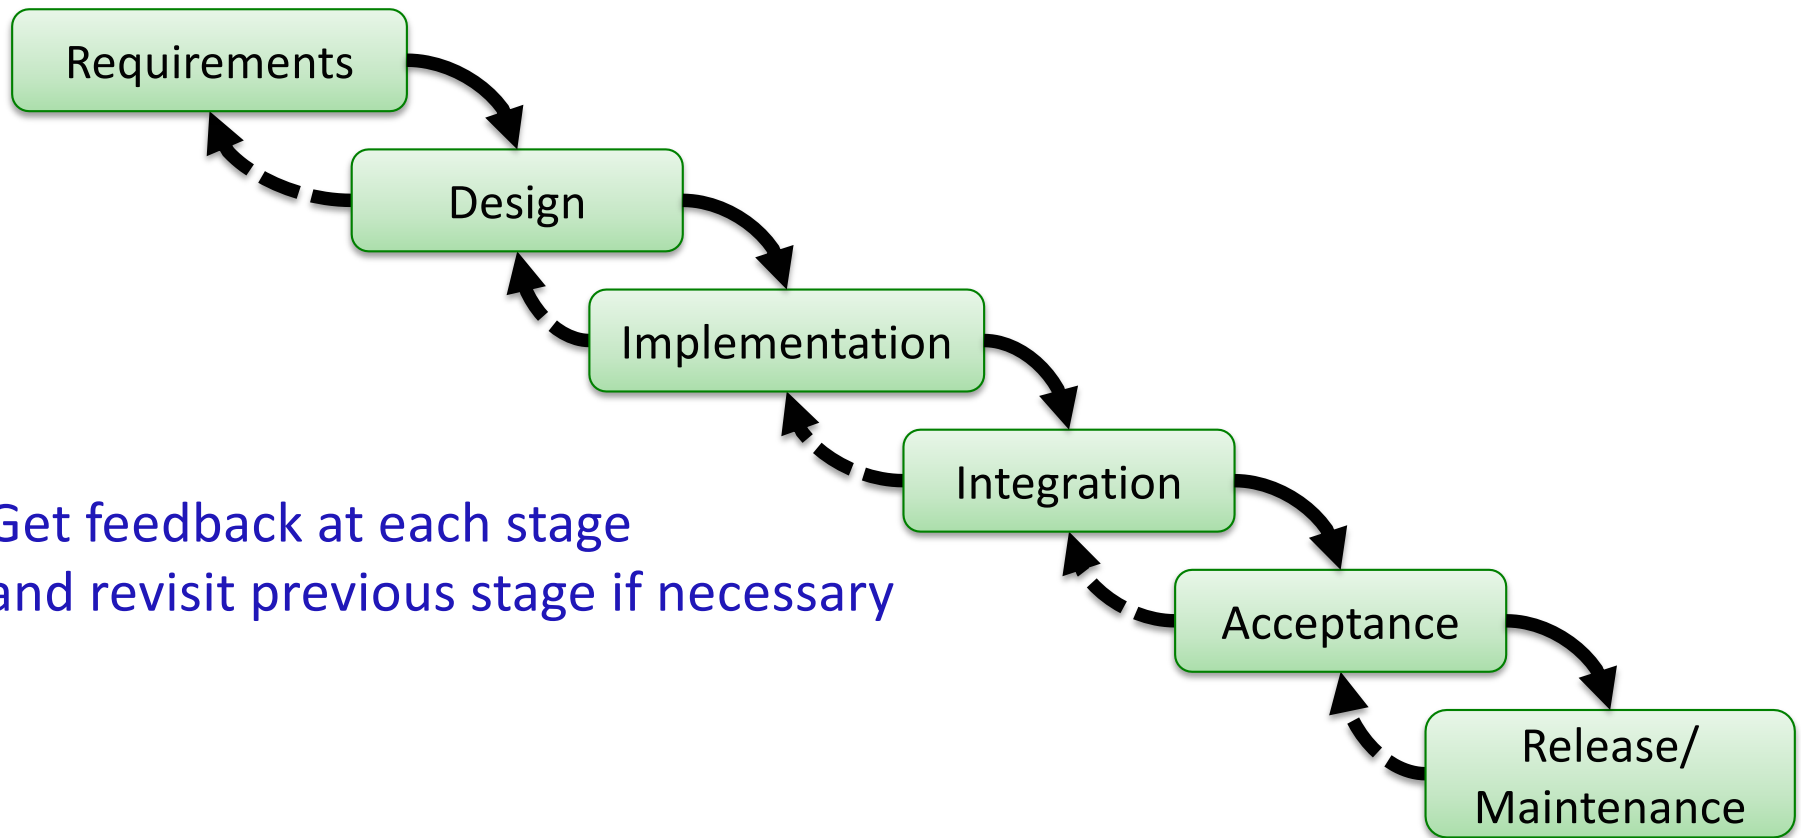 Requirements
Design
Implementation
Integration
Get feedback at each stage
and revisit previous stage if necessary
Acceptance
Release/
Maintenance